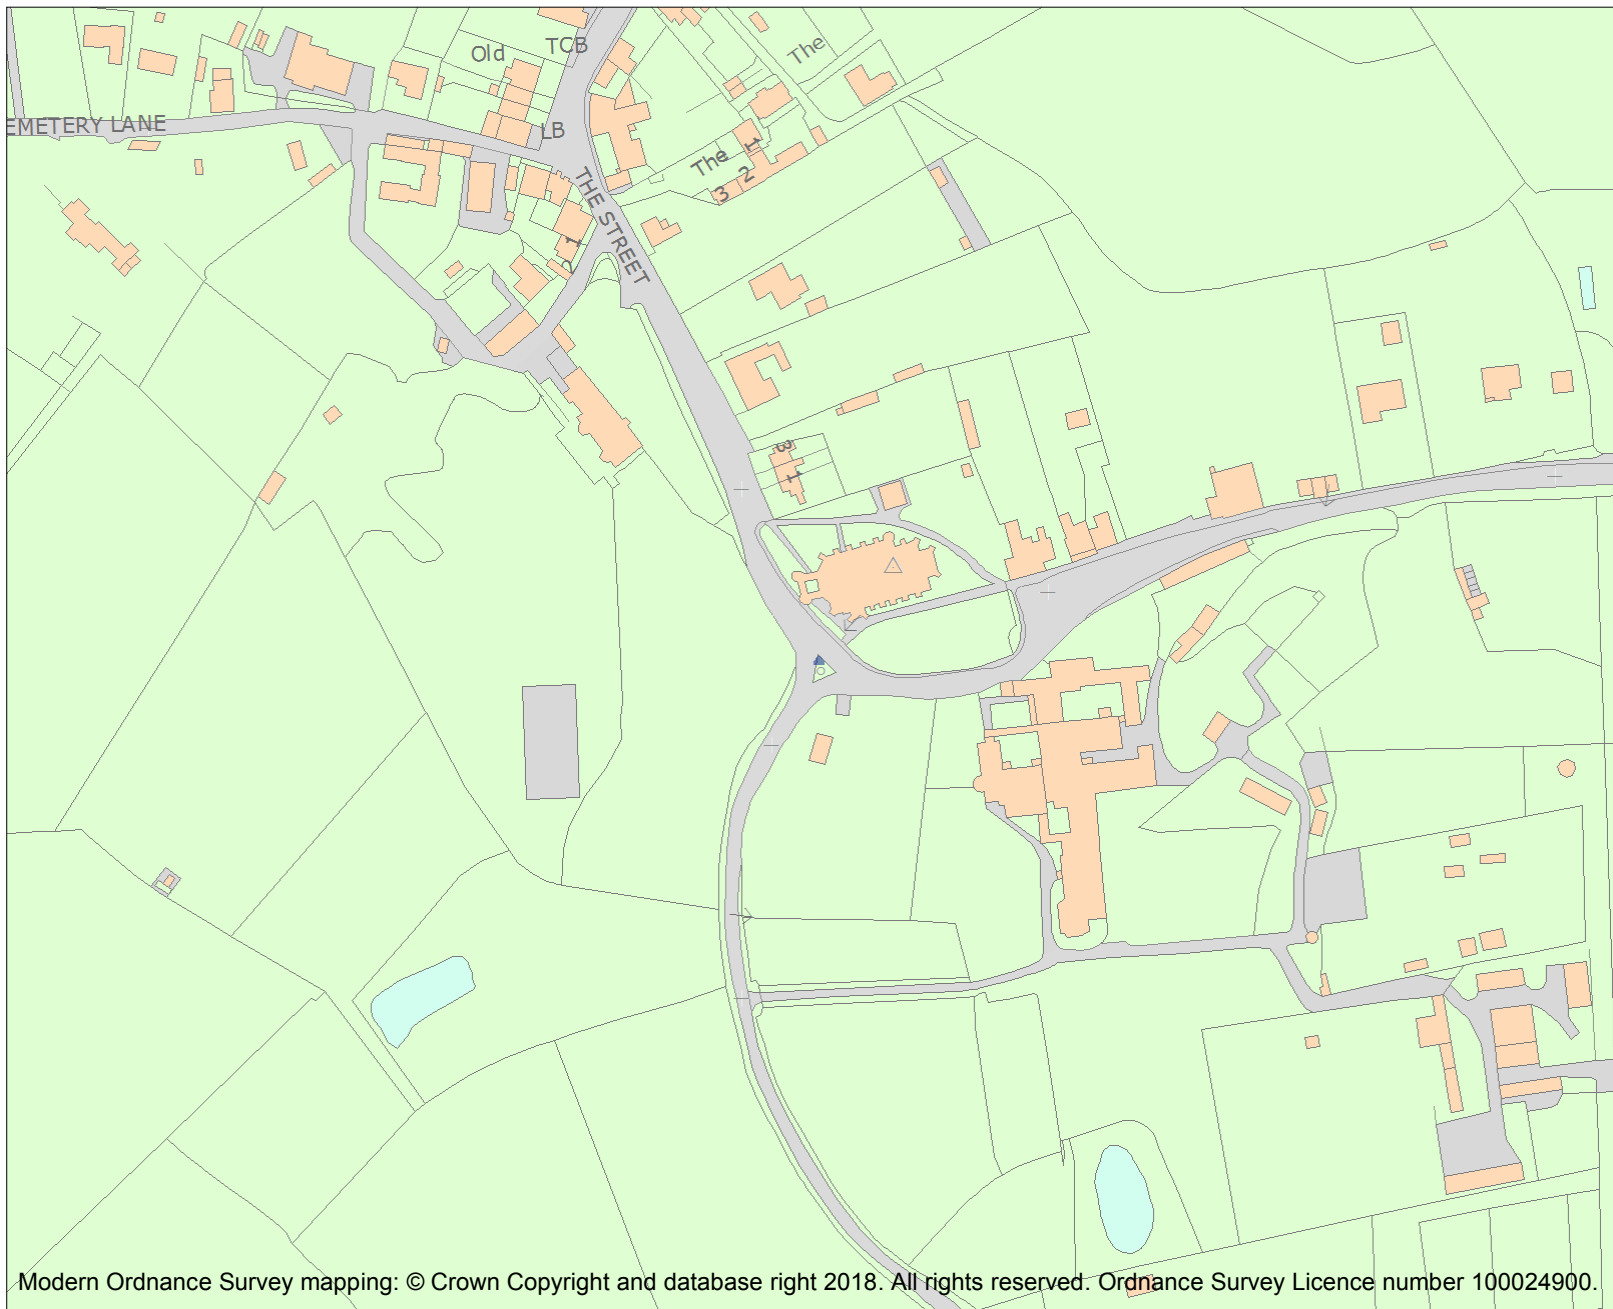 Old
TCB
The
EMETERY LANE
LB
The
1
2
3
THE STREET
1
2
3
1
Modern Ordnance Survey mapping: © Crown Copyright and database right 2018. All rights reserved. Ordnance Survey Licence number 100024900.